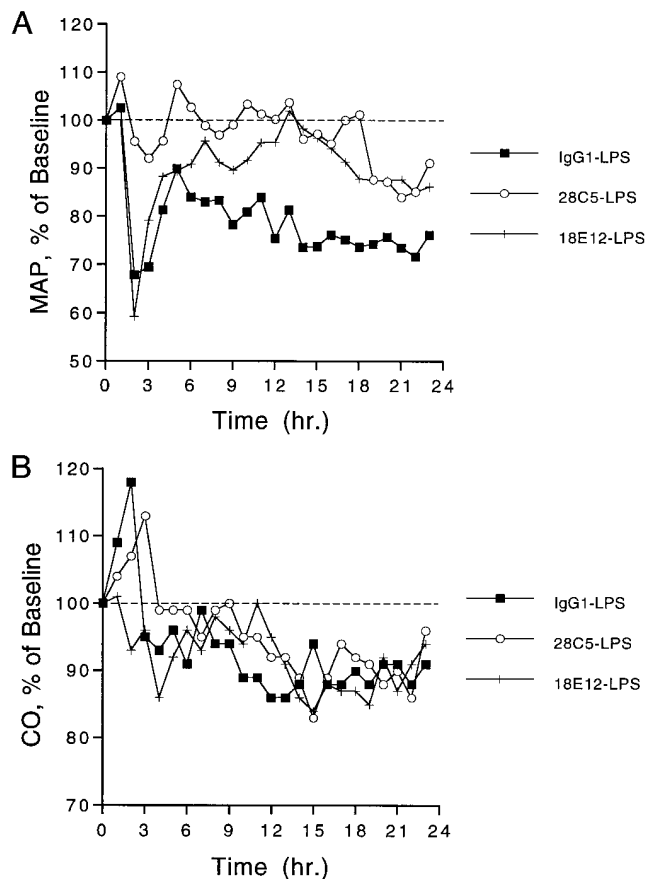 A
120
110
100
90
80
70
60
50
MAP, % of Baseline
0 3 6 9 12 15 18 21 24
Time (hr.)
IgG1-LPS
28C5-LPS
18E12-LPS
B
120
110
100
90
80
70
CO, % of Baseline
0 3 6 9 12 15 18 21 24
Time (hr.)
IgG1-LPS
28C5-LPS
18E12-LPS